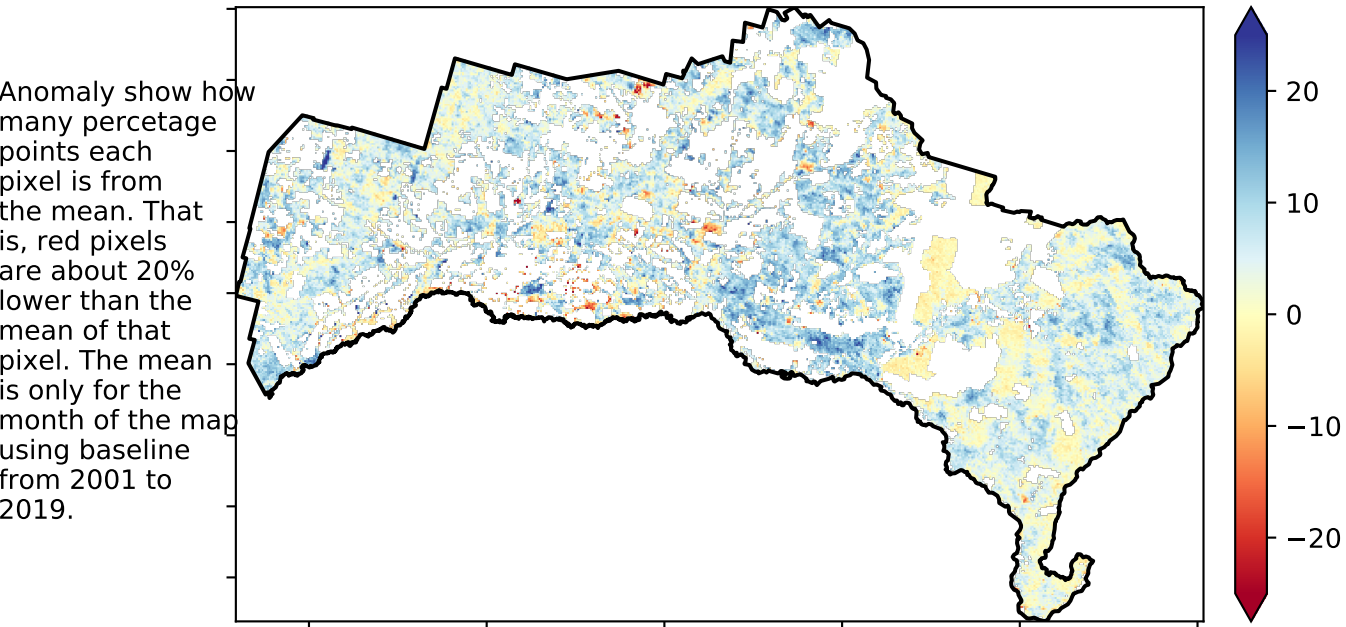 Anomaly show how
many percetage
points each
pixel is from
the mean. That
is, red pixels
are about 20%
lower than the
mean of that
pixel. The mean
is only for the
month of the map
using baseline
from 2001 to
2019.
20
10
0
−10
−20